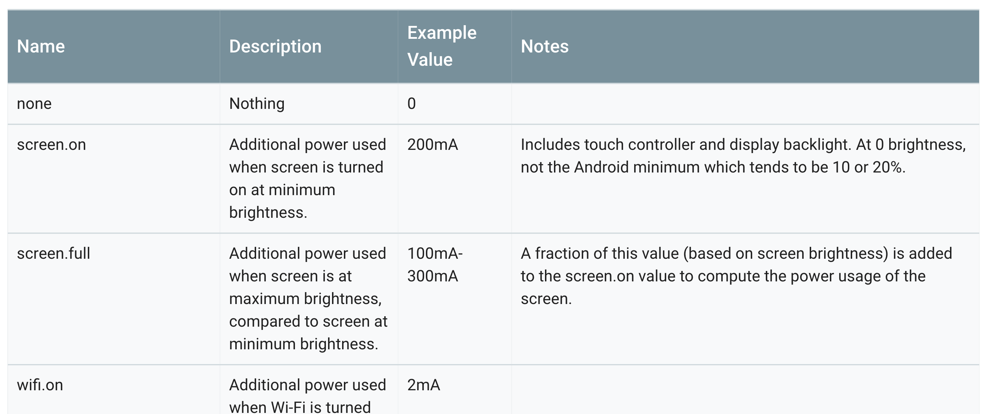 Name
Description
Example
Value
Notes
none
Nothing
0
screen.on
Additional power used
when screen is turned
on at minimum
brightness.
200mA
Includes touch controller and display backlight. At 0 brightness,
not the Android minimum which tends to be 10 or 20%.
screen.full
Additional power used
when screen is at
maximum brightness,
compared to screen at
minimum brightness.
100mA-
300mA
A fraction of this value (based on screen brightness) is added
to the screen.on value to compute the power usage of the
screen.
wifi.on
Additional power used
when Wi-Fi is turned
2mA